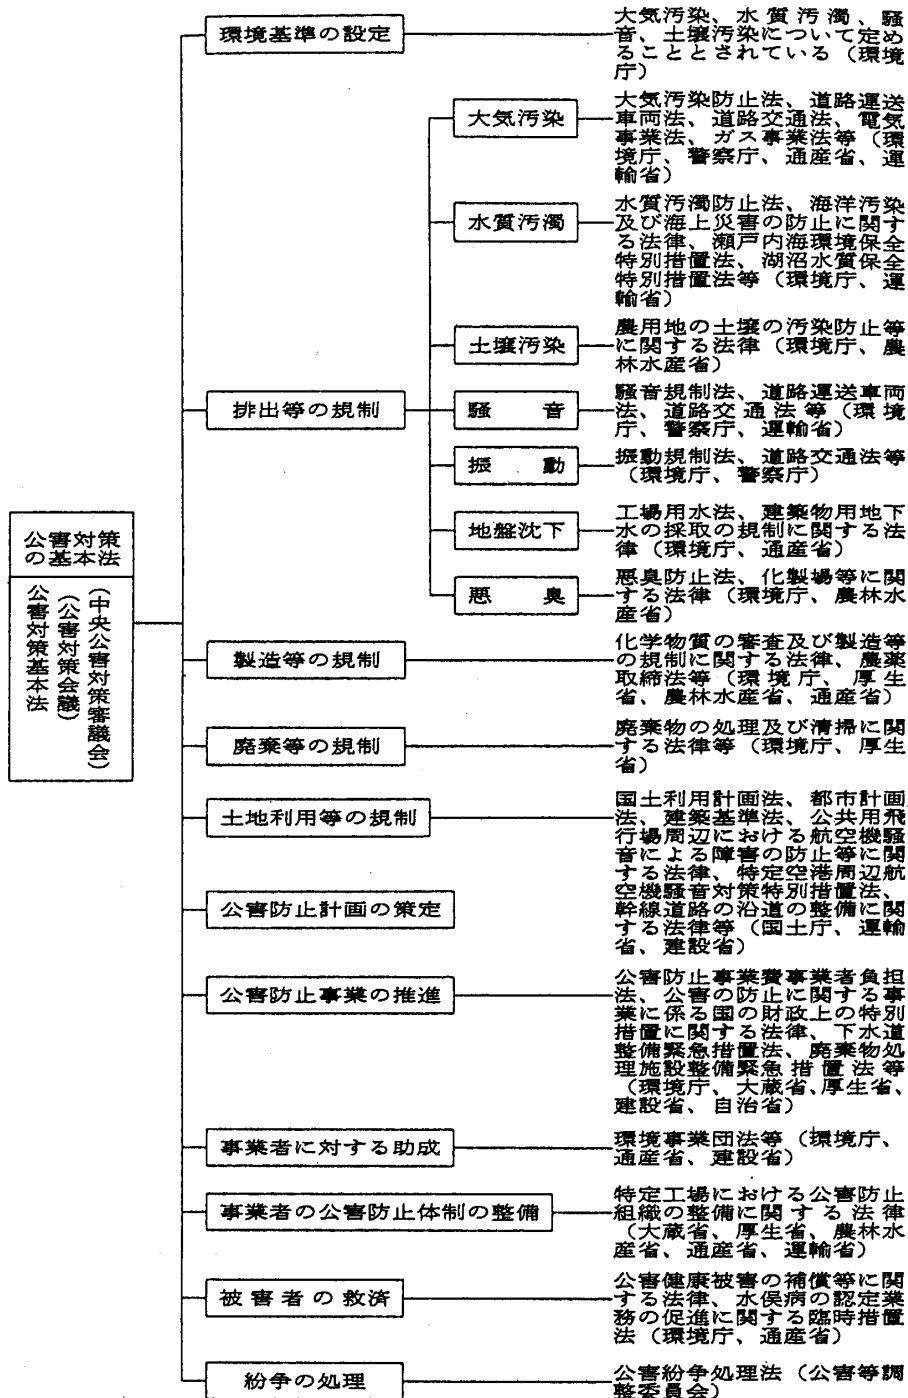 環境基準の設定
大気汚染、水質汚濁、騒
音、土壌汚染について定め
ることとされている（環境
庁）
大気汚染
大気汚染防止法、道路運送
車両法、道路交通法、電気
事業法、ガス事業法等（環
境庁、警察庁、通産省、運
輸省）
水質汚濁
水質汚濁防止法、海洋汚染
及び海上災害の防止に関す
る法律、瀬戸内海環境保全
特別措置法、湖沼水質保全
特別措置法等（環境庁、運
輸省）
土壌汚染
農用地の土壌の汚染防止等
に関する法律（環境庁、農
林水産省）
排出等の規制
騒音
騒音規制法、道路運送車両
法、道路交通法等（環境
庁、警察庁、運輸省）
振動
振動規制法、道路交通法等
（環境庁、警察庁）
地盤沈下
工場用水法、建築物用地下
水の採取の規制に関する法
律（環境庁、通産省）
悪臭
悪臭防止法、化製場等に関
する法律（環境庁、農林水
産省）
公害対策
の基本法
（中央公害対策審議会）
（公害対策会議）
公害対策基本法
製造等の規制
化学物質の審査及び製造等
の規制に関する法律、農薬
取締法等（環境庁、厚生
省、農林水産省、通産省）
廃棄等の規制
廃棄物の処理及び清掃に関
する法律等（環境庁、厚生
省）
土地利用等の規制
国土利用計画法、都市計画
法、建築基準法、公共用飛
行場周辺における航空機騒
音による障害の防止等に関
する法律、特定空港周辺航
空機騒音対策特別措置法、
幹線道路の沿道の整備に関
する法律等（国土庁、運輸
省、建設省）
公害防止計画の策定
公害防止事業の推進
公害防止事業費事業者負担
法、公害の防止に関する事
業に係る国の財政上の特別
措置に関する法律、下水道
整備緊急措置法、廃棄物処
理施設整備緊急措置法等
（環境庁、大蔵省、厚生省、
建設省、自治省）
事業者に対する助成
環境事業団法等（環境庁、
通産省、建設省）
事業者の公害防止体制の整備
特定工場における公害防止
組織の整備に関する法律
（大蔵省、厚生省、農林水
産省、通産省、運輸省）
被害者の救済
公害健康被害の補償等に関
する法律、水俣病の認定業
務の促進に関する臨時措置
法（環境庁、通産省）
紛争の処理
公害紛争処理法（公害等調
整委員会）